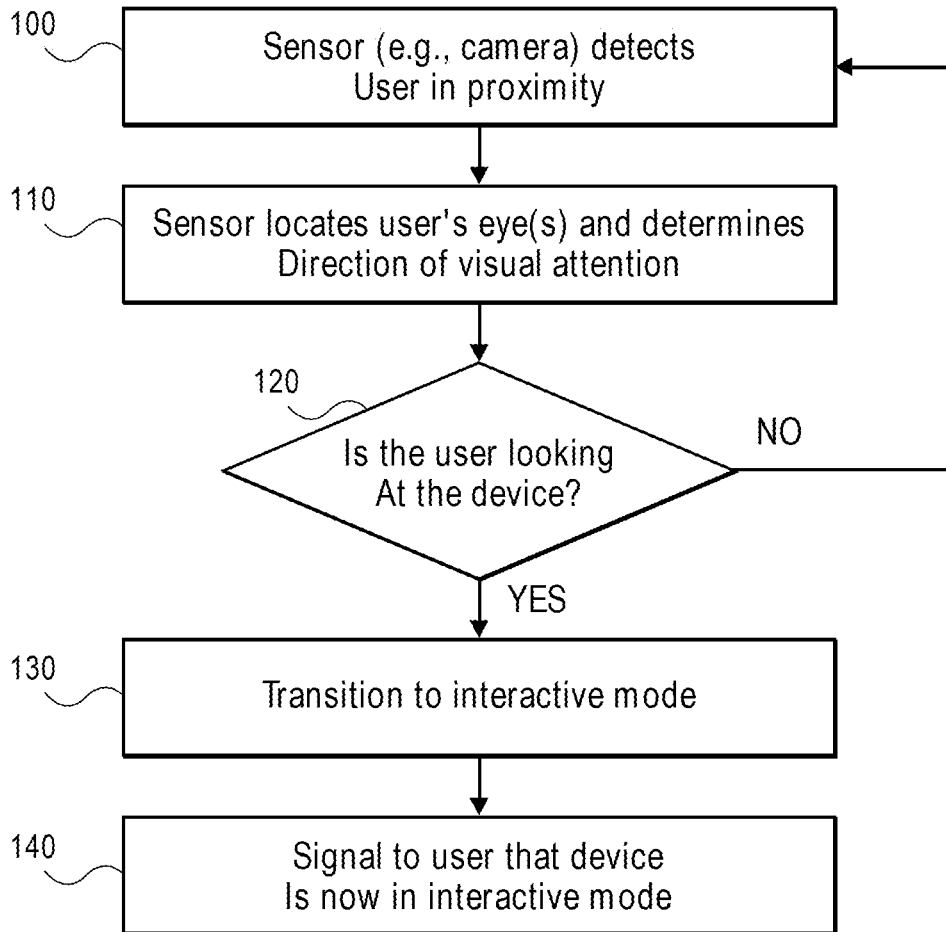 100
Sensor (e.g., camera) detects
User in proximity
110
Sensor locates user's eye(s) and determines
Direction of visual attention
120
Is the user looking
At the device?
NO
YES
130
Transition to interactive mode
140
Signal to user that device
Is now in interactive mode